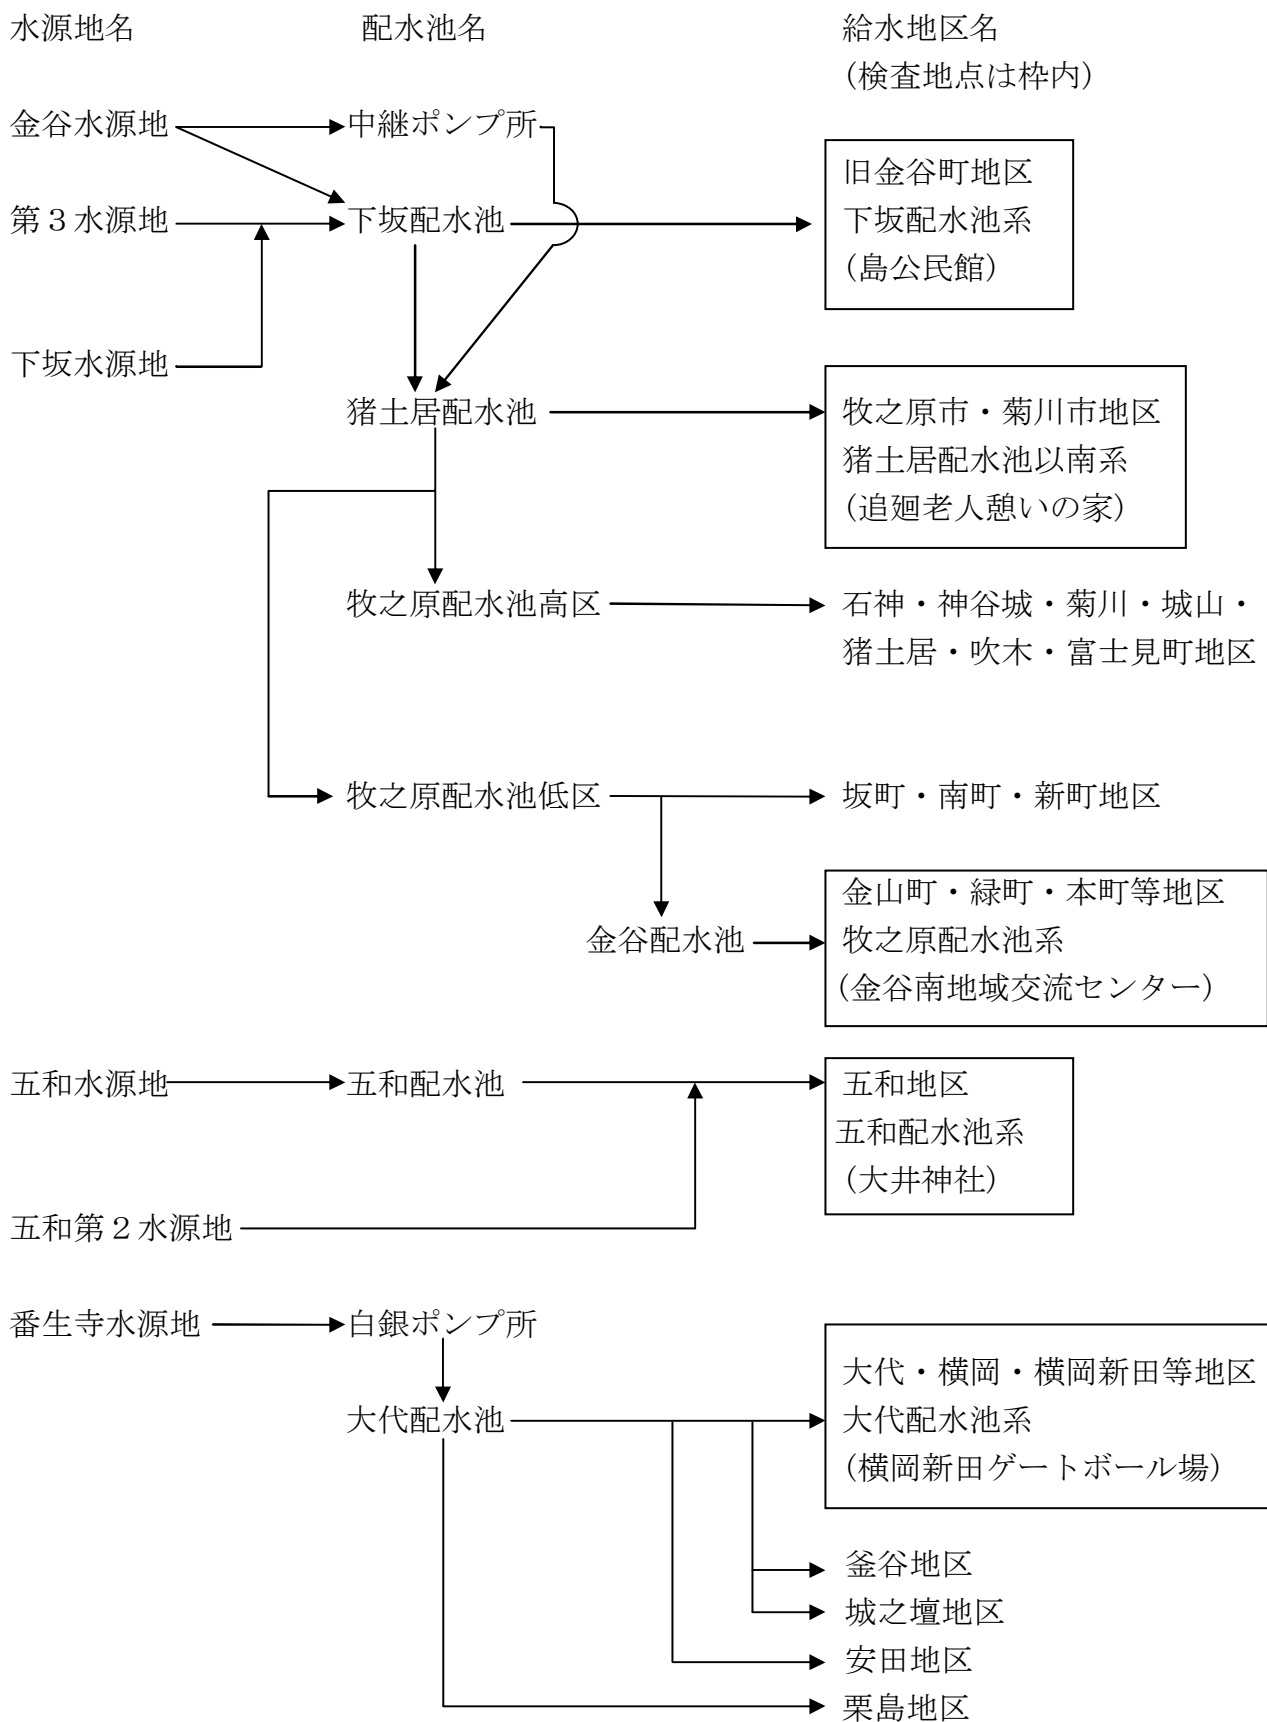 水源地名
配水池名
給水地区名
（検査地点は枠内）
金谷水源地
中継ポンプ所
旧金谷町地区
第３水源地
下坂配水池
下坂配水池系
（島公民館）
下坂水源地
猪土居配水池
牧之原市・菊川市地区
猪土居配水池以南系
（追廻老人憩いの家）
牧之原配水池高区
石神・神谷城・菊川・城山・
猪土居・吹木・富士見町地区
牧之原配水池低区
坂町・南町・新町地区
金山町・緑町・本町等地区
金谷配水池
牧之原配水池系
（金谷南地域交流センター）
五和水源地
五和配水池
五和地区
五和配水池系
（大井神社）
五和第２水源地
番生寺水源地
白銀ポンプ所
大代・横岡・横岡新田等地区
大代配水池
大代配水池系
（横岡新田ゲートボール場）
釜谷地区
城之壇地区
安田地区
栗島地区